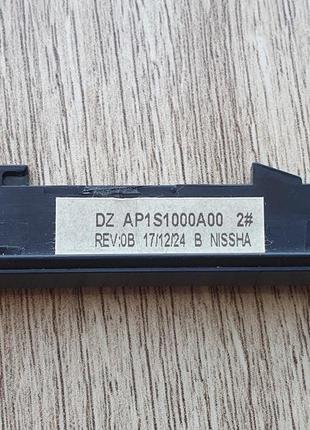 DZ AP1S1000A00 2#
REV:0B 17/12/24 B NISSHA